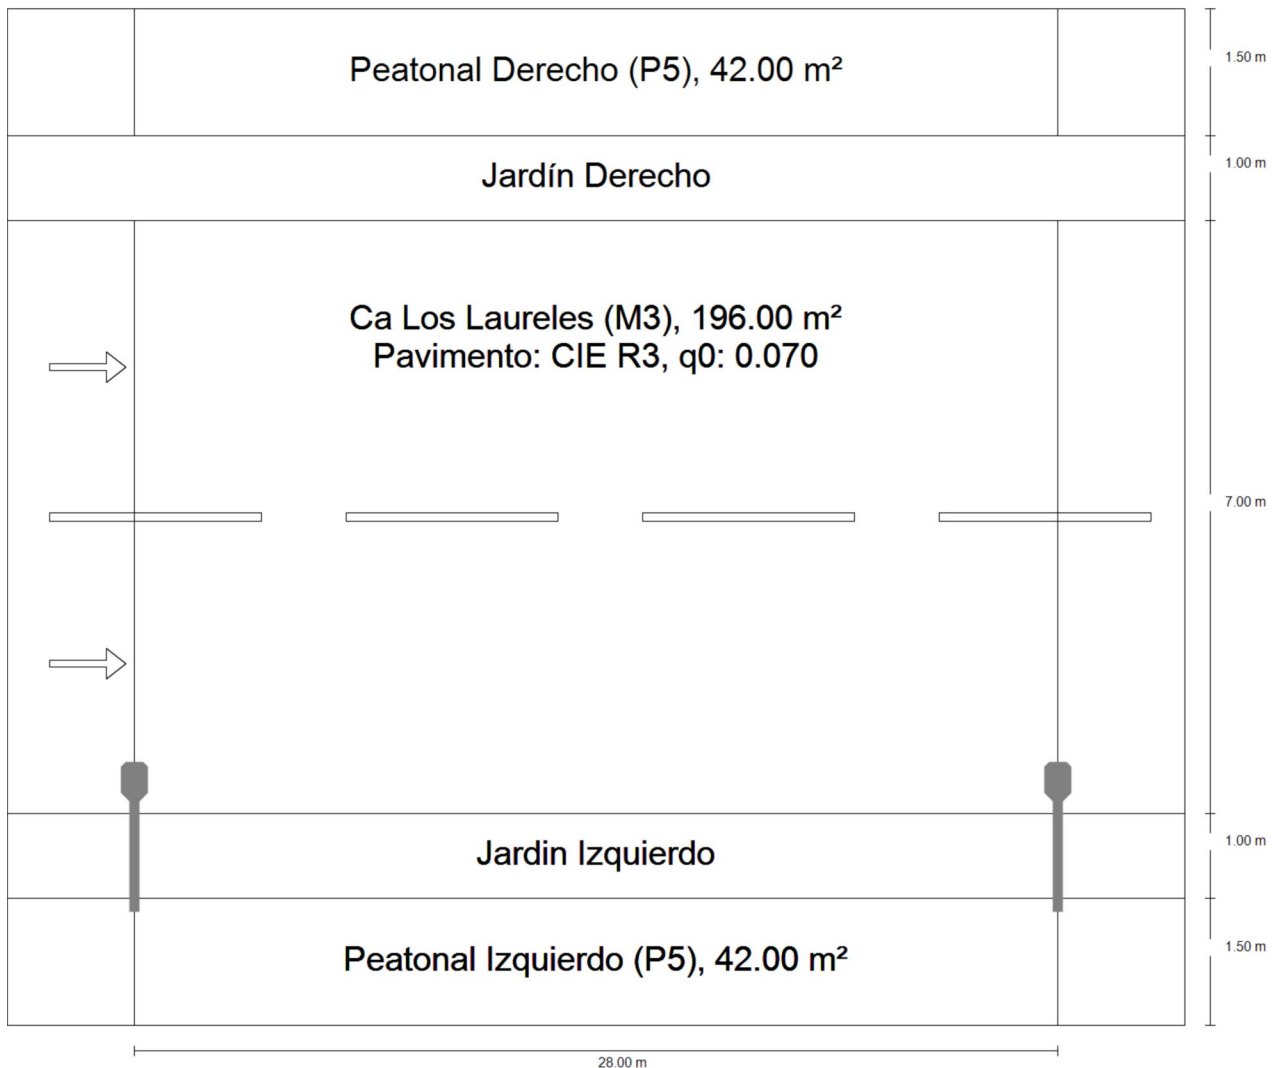 Peatonal Derecho (P5), 42.00 m²
1.50 m
Jardín Derecho
1.00 m
Ca Los Laureles (M3), 196.00 m²
Pavimento: CIE R3, q0: 0.070
7.00 m
Jardin Izquierdo
1.00 m
Peatonal Izquierdo (P5), 42.00 m²
1.50 m
28.00 m